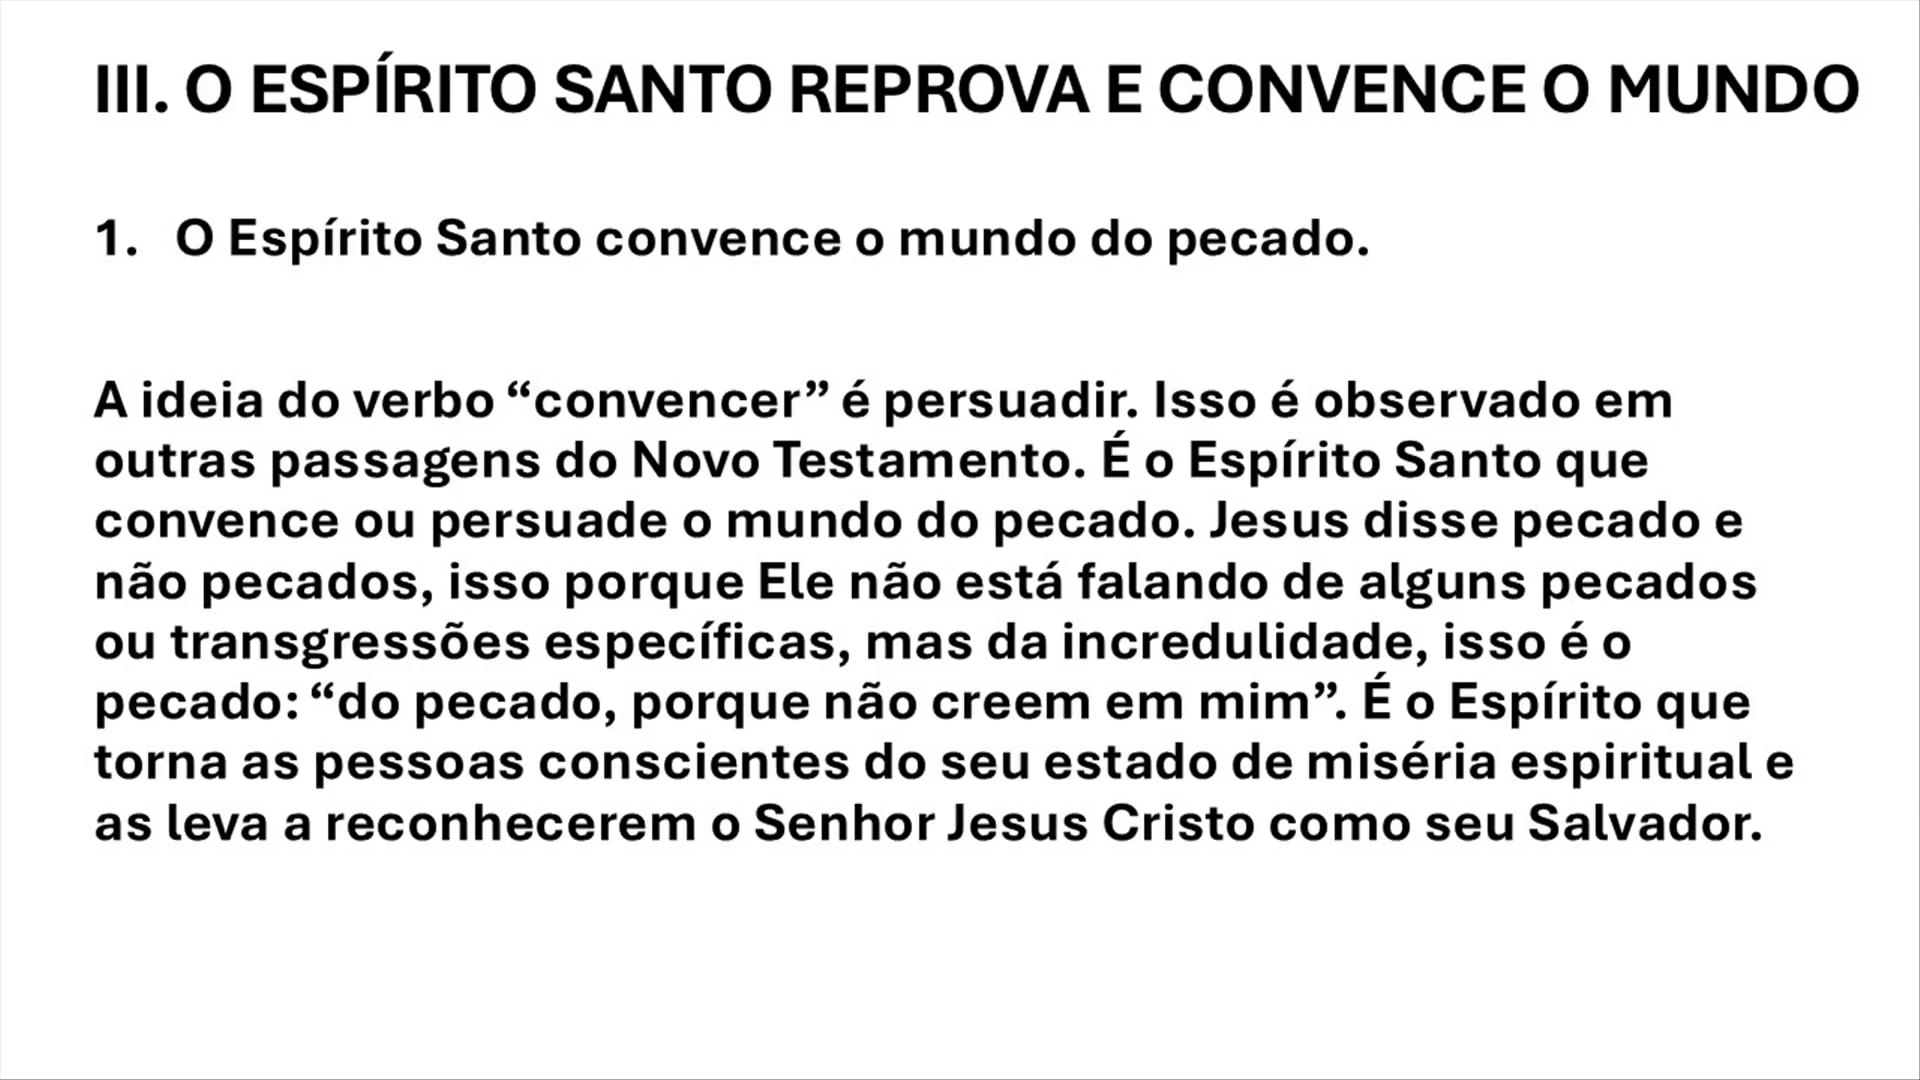 III. O ESPÍRITO SANTO REPROVA E CONVENCE O MUNDO
1. O Espírito Santo convence o mundo do pecado.
A ideia do verbo “convencer” é persuadir. Isso é observado em
outras passagens do Novo Testamento. É o Espírito Santo que
convence ou persuade o mundo do pecado. Jesus disse pecado e
não pecados, isso porque Ele não está falando de alguns pecados
ou transgressões específicas, mas da incredulidade, isso é o
pecado: “do pecado, porque não creem em mim”. É o Espírito que
torna as pessoas conscientes do seu estado de miséria espiritual e
as leva a reconhecerem o Senhor Jesus Cristo como seu Salvador.